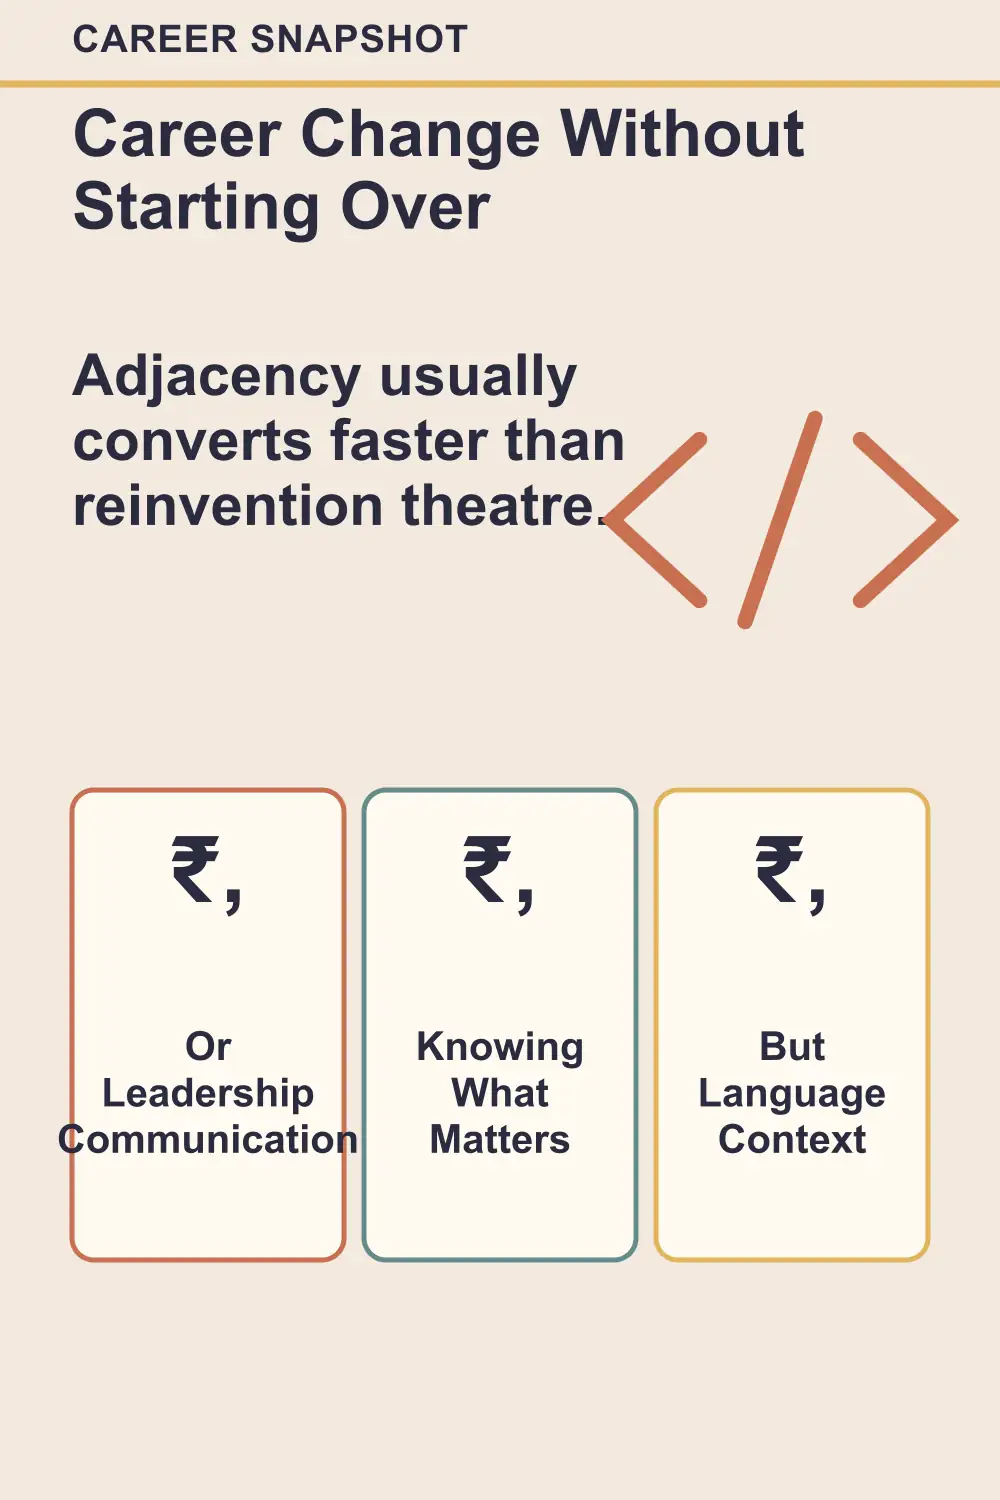 CAREER SNAPSHOT
Career Change Without
Starting Over
Adjacency usually
converts faster than
reinvention theatre.
</>
₹,
₹,
₹,
Or
Leadership
Communication
Knowing
What
Matters
But
Language
Context